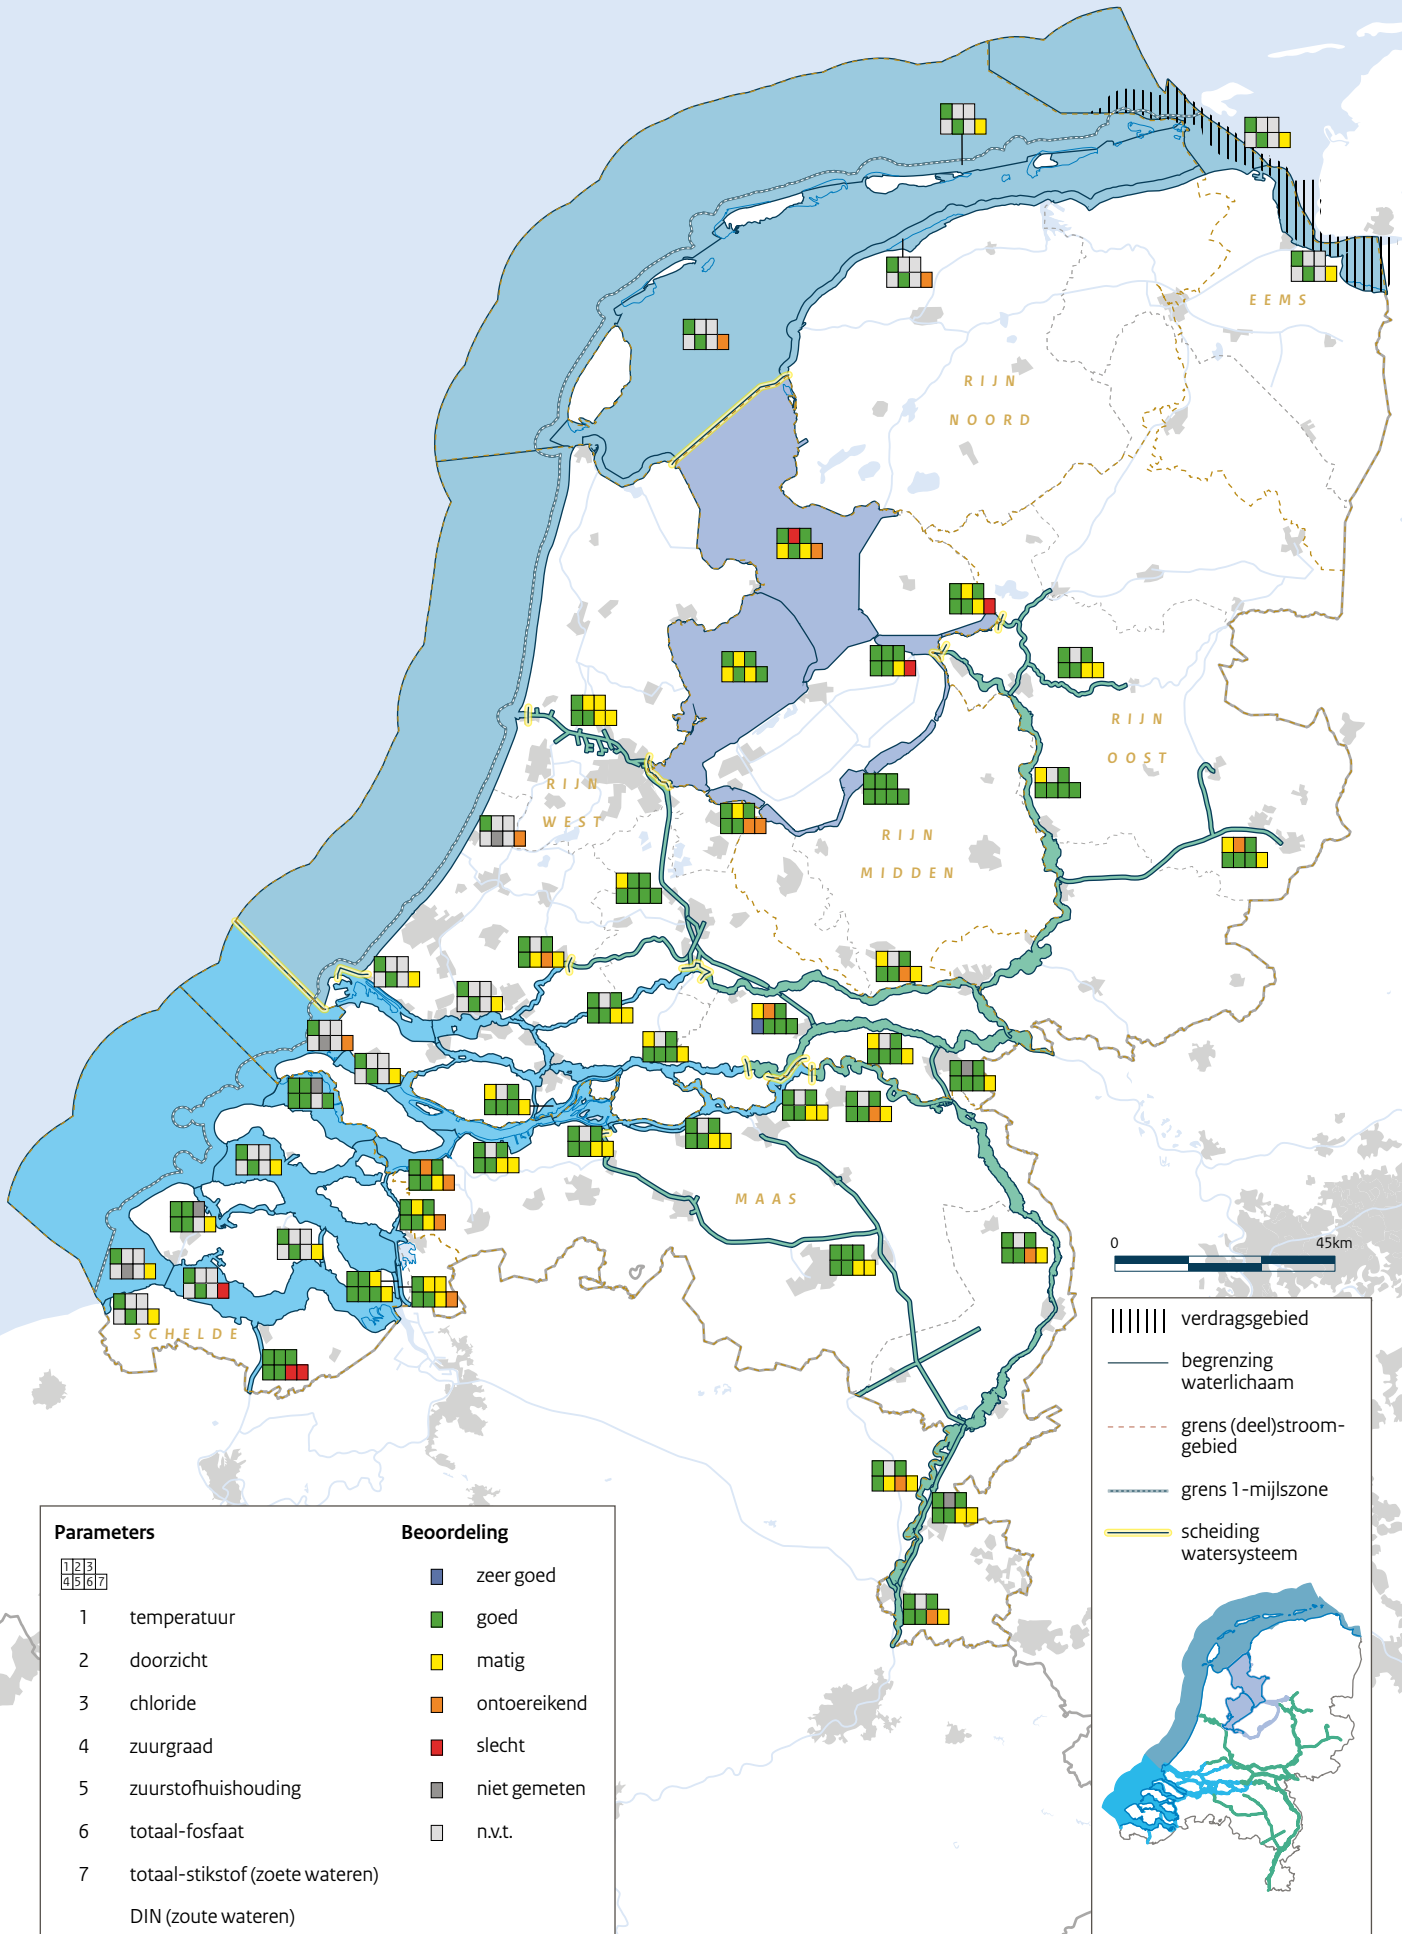 EEMS
RIJN
NOORD
RIJN
OOST
RIJN
WEST
RIJN
MIDDEN
MAAS
SCHELDE
0 45km
verdragsgebied
begrenzing
waterlichaam
grens (deel)stroom-
gebied
grens 1-mijlszone
scheiding
watersysteem
Parameters
1 2 3
4 5 6 7
1 temperatuur
2 doorzicht
3 chloride
4 zuurgraad
5 zuurstofhuishouding
6 totaal-fosfaat
7 totaal-stikstof (zoete wateren)
DIN (zoute wateren)
Beoordeling
zeer goed
goed
matig
ontoereikend
slecht
niet gemeten
n.v.t.